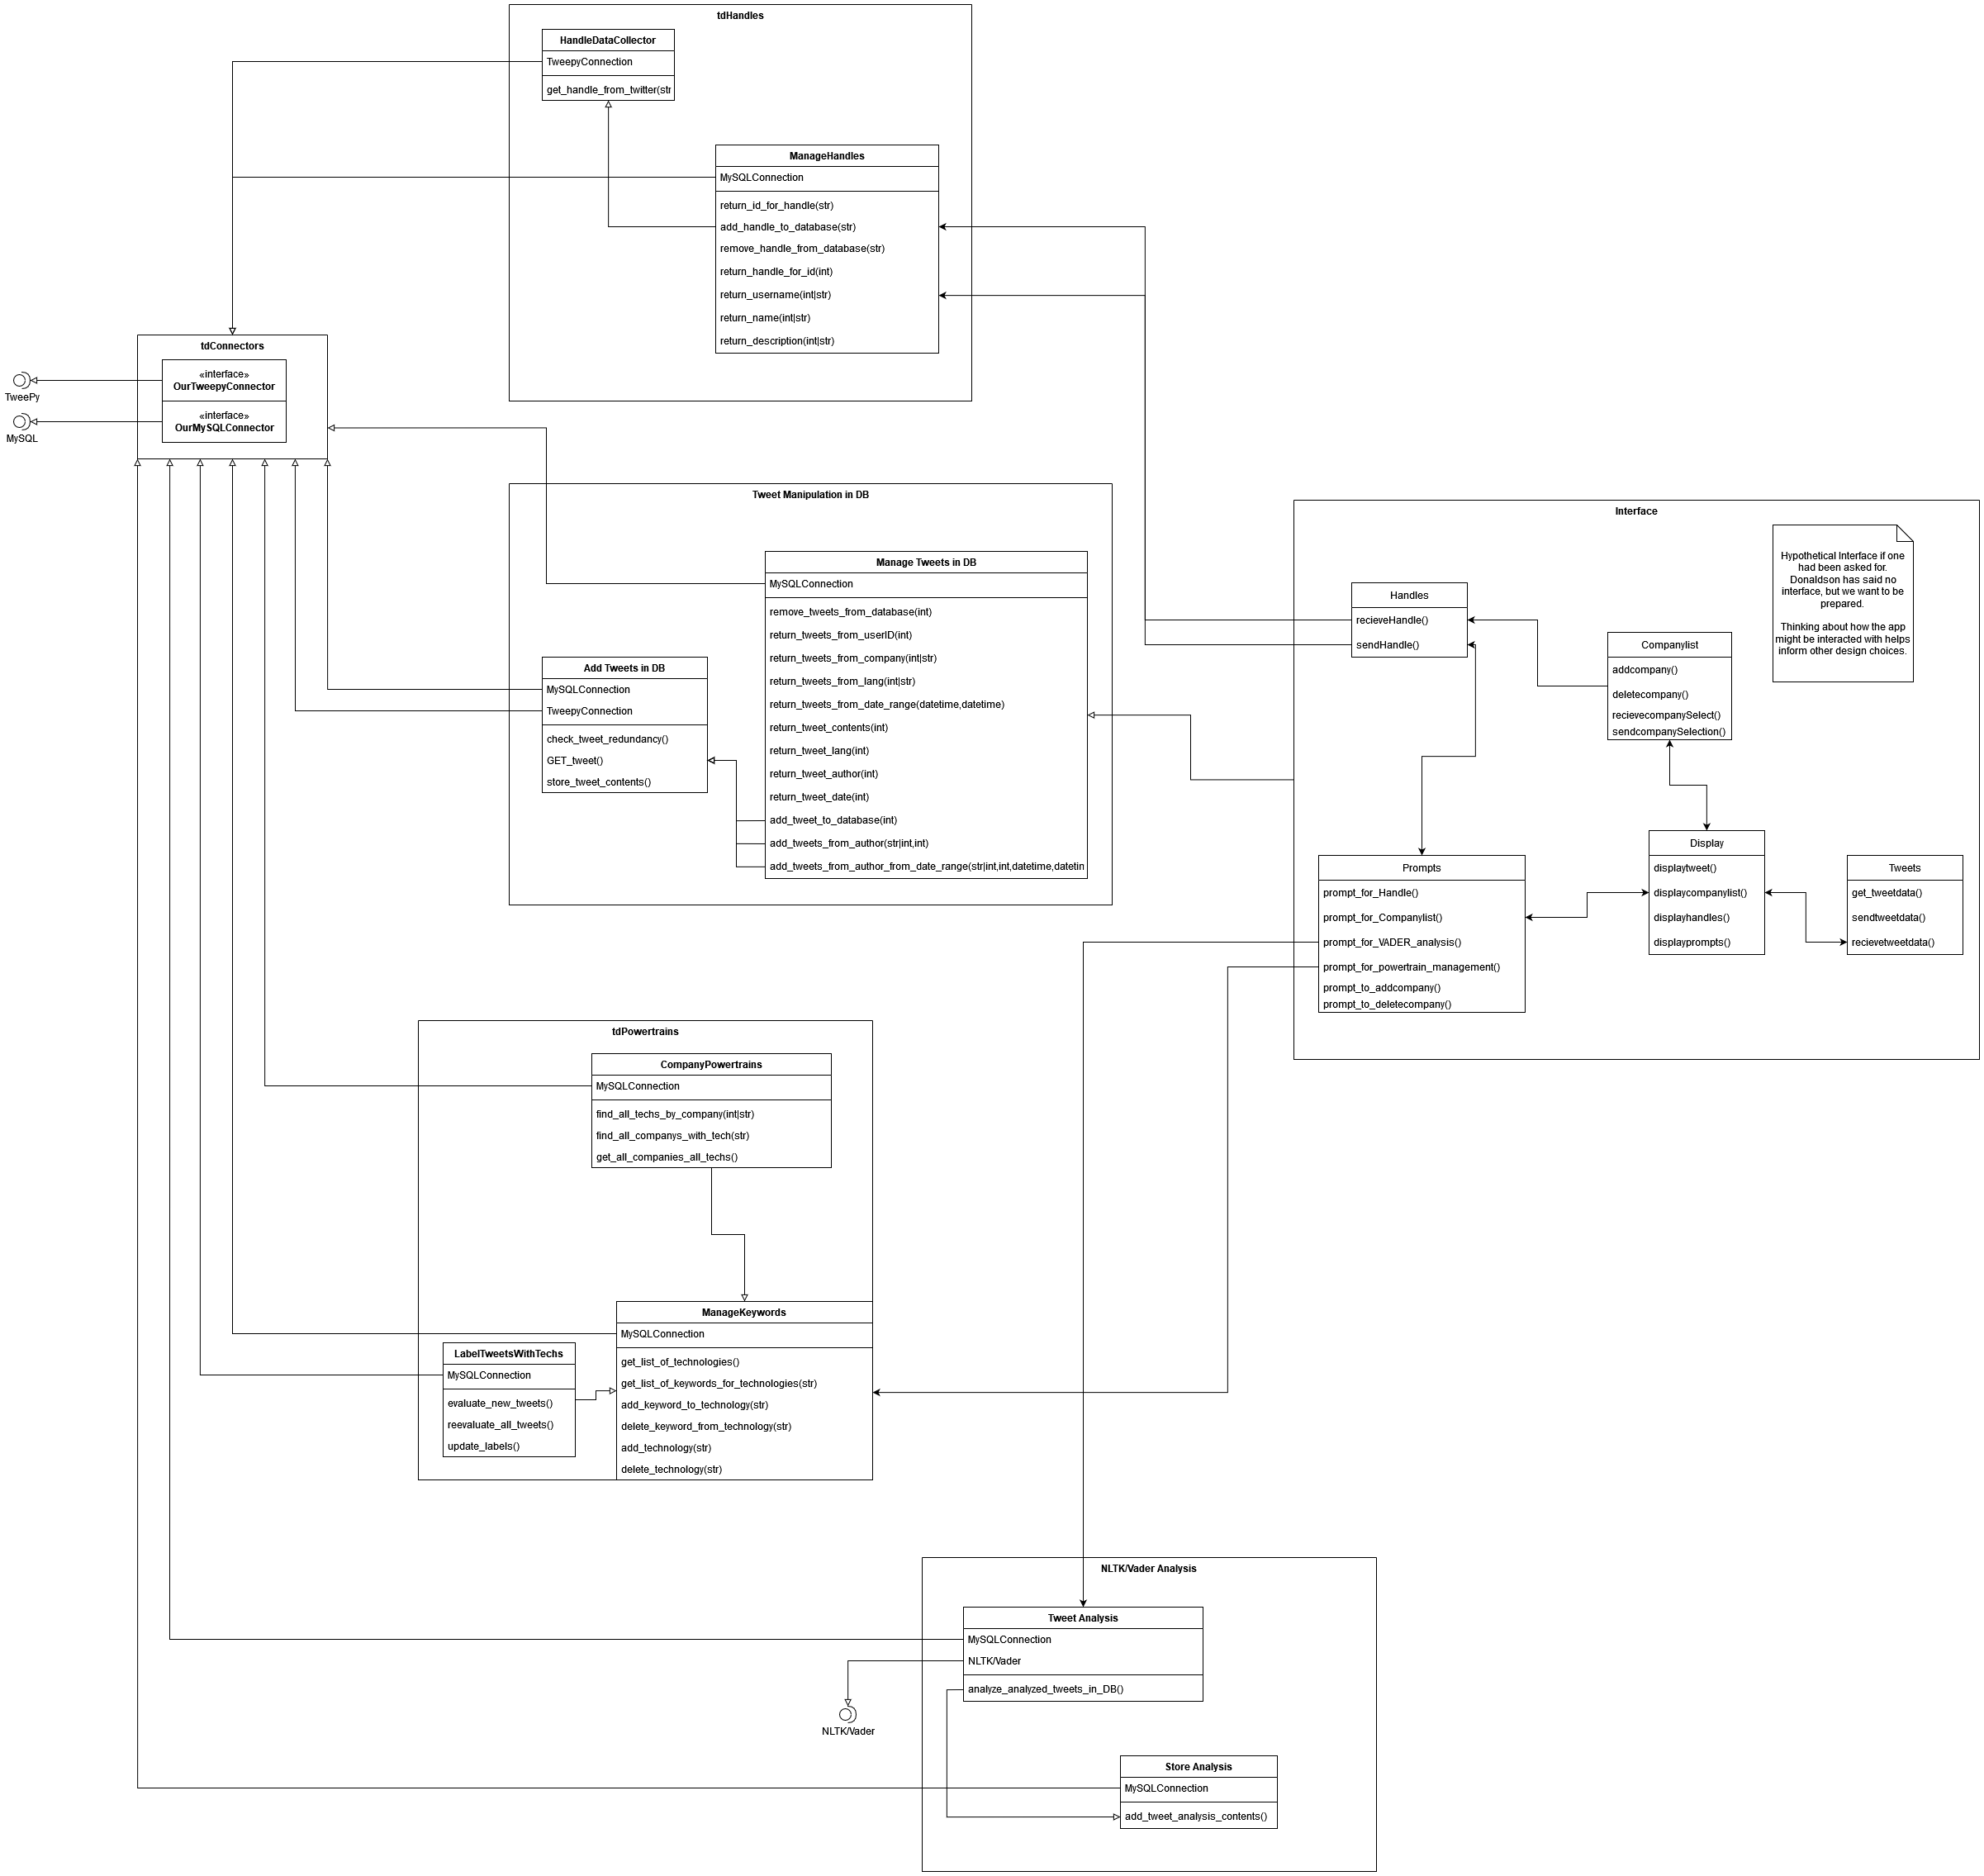 tdHandles
HandleDataCollector
TweepyConnection
get_handle_from_twitter(str
ManageHandles
MySQLConnection
return_id_for_handle(str)
add_handle_to_database(str)
remove_handle_from_database(str)
return_handle_for_id(int)
return_username(int|str)
return_name(int|str)
return_description(int|str)
tdConnectors
«interface»
OurTweepyConnector
«interface»
OurMySQLConnector
TweePy
MySQL
Tweet Manipulation in DB
Manage Tweets in DB
MySQLConnection
remove_tweets_from_database(int)
return_tweets_from_userID(int)
return_tweets_from_company(int|str)
return_tweets_from_lang(int|str)
return_tweets_from_date_range(datetime,datetime)
return_tweet_contents(int)
return_tweet_lang(int)
return_tweet_author(int)
return_tweet_date(int)
add_tweet_to_database(int)
add_tweets_from_author(str|int,int)
add_tweets_from_author_from_date_range(str|int,int,datetime,datetin
Add Tweets in DB
MySQLConnection
TweepyConnection
check_tweet_redundancy()
GET_tweet()
store_tweet_contents()
Interface
Hypothetical Interface if one
had been asked for.
Donaldson has said no
interface, but we want to be
prepared.
Thinking about how the app
might be interacted with helps
inform other design choices.
Handles
recieveHandle()
sendHandle()
Companylist
addcompany()
deletecompany()
recievecompanySelect()
sendcompanySelection()
Display
displaytweet()
displaycompanylist()
displayhandles()
displayprompts()
Tweets
get_tweetdata()
sendtweetdata()
recievetweetdata()
Prompts
prompt_for_Handle()
prompt_for_Companylist()
prompt_for_VADER_analysis()
prompt_for_powertrain_management()
prompt_to_addcompany()
prompt_to_deletecompany()
tdPowertrains
CompanyPowertrains
MySQLConnection
find_all_techs_by_company(int|str)
find_all_companys_with_tech(str)
get_all_companies_all_techs()
ManageKeywords
MySQLConnection
get_list_of_technologies()
get_list_of_keywords_for_technologies(str)
add_keyword_to_technology(str)
delete_keyword_from_technology(str)
add_technology(str)
delete_technology(str)
LabelTweetsWithTechs
MySQLConnection
evaluate_new_tweets()
reevaluate_all_tweets()
update_labels()
NLTK/Vader Analysis
Tweet Analysis
MySQLConnection
NLTK/Vader
analyze_analyzed_tweets_in_DB()
NLTK/Vader
Store Analysis
MySQLConnection
add_tweet_analysis_contents()